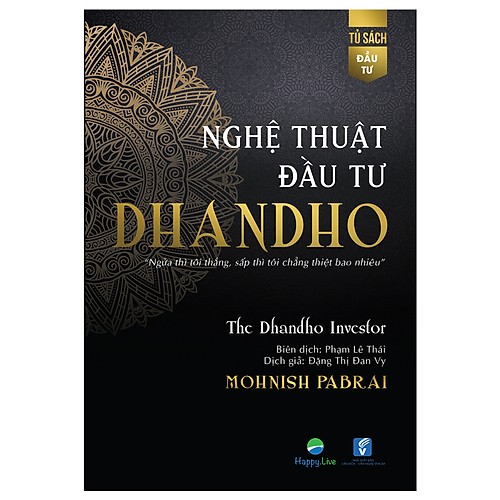 TỦ SÁCH
ĐẦU
TƯ
NGHỆ THUẬT
ĐẦU TƯ
DHANDHO
"Ngửa thì tôi thắng, sấp thì tôi chẳng thiệt bao nhiêu"
The Dhandho Investor
Biên dịch: Phạm Lê Thái
Dịch giả: Đặng Thị Đan Vy
MOHNISH PABRAI
Happy.Live